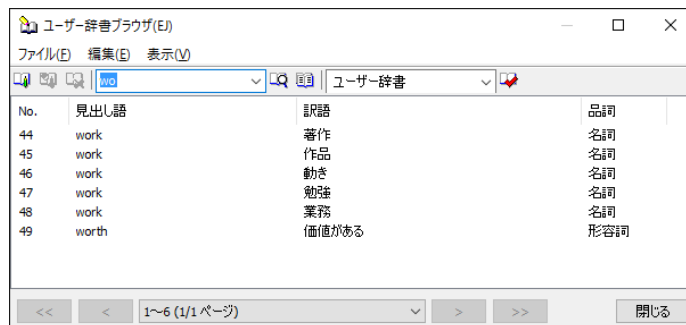 ユーザー辞書ブラウザ(EJ)
ファイル(F) 編集(E) 表示(V)
wo ユーザー辞書
No. 見出し語 訳語 品詞
44 work 著作 名詞
45 work 作品 名詞
46 work 動き 名詞
47 work 勉強 名詞
48 work 業務 名詞
49 worth 価値がある 形容詞
<< < 1～6 (1/1 ページ) > >> 閉じる